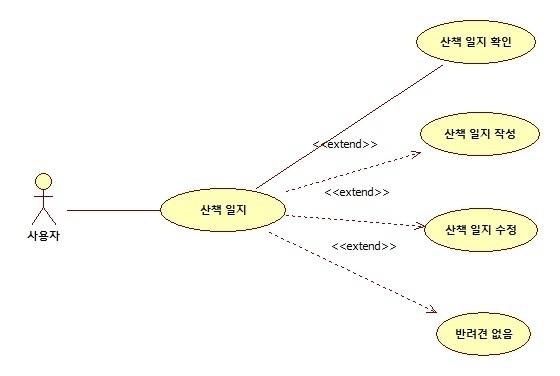 산책 일지 확인
산책 일지 작성
<<extend>>
<<extend>>
산책 일지
사용자
산책 일지 수정
<<extend>>
반려견 없음